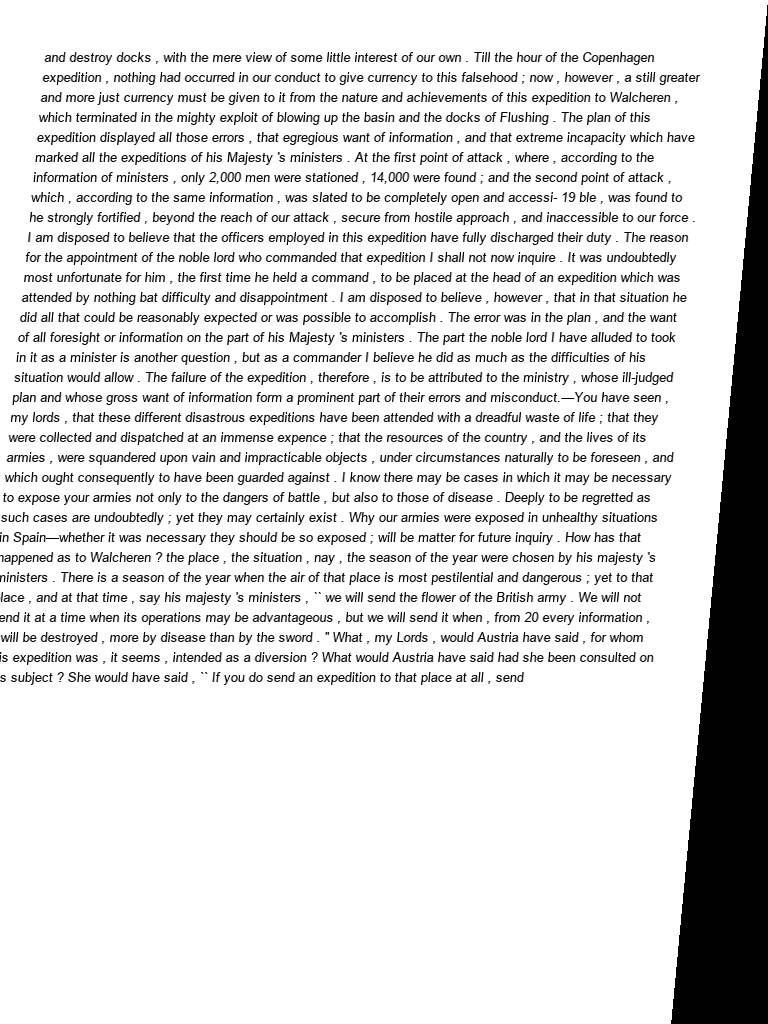 and destroy docks , with the mere view of some little interest of our own . Till the hour of the Copenhagen
expedition , nothing had occurred in our conduct to give currency to this falsehood ; now , however , a still greater
and more just currency must be given to it from the nature and achievements of this expedition to Walcheren ,
which terminated in the mighty exploit of blowing up the basin and the docks of Flushing . The plan of this
expedition displayed all those errors , that egregious want of information , and that extreme incapacity which have
marked all the expeditions of his Majesty 's ministers . At the first point of attack , where , according to the
information of ministers , only 2,000 men were stationed , 14,000 were found ; and the second point of attack ,
which , according to the same information , was slated to be completely open and accessi- 19 ble , was found to
he strongly fortified , beyond the reach of our attack , secure from hostile approach , and inaccessible to our force .
I am disposed to believe that the officers employed in this expedition have fully discharged their duty . The reason
for the appointment of the noble lord who commanded that expedition I shall not now inquire . It was undoubtedly
most unfortunate for him , the first time he held a command , to be placed at the head of an expedition which was
attended by nothing bat difficulty and disappointment . I am disposed to believe , however , that in that situation he
did all that could be reasonably expected or was possible to accomplish . The error was in the plan , and the want
of all foresight or information on the part of his Majesty 's ministers . The part the noble lord I have alluded to took
in it as a minister is another question , but as a commander I believe he did as much as the difficulties of his
situation would allow . The failure of the expedition , therefore , is to be attributed to the ministry , whose ill-judged
plan and whose gross want of information form a prominent part of their errors and misconduct.—You have seen ,
my lords , that these different disastrous expeditions have been attended with a dreadful waste of life ; that they
were collected and dispatched at an immense expence ; that the resources of the country , and the lives of its
armies , were squandered upon vain and impracticable objects , under circumstances naturally to be foreseen , and
which ought consequently to have been guarded against . I know there may be cases in which it may be necessary
to expose your armies not only to the dangers of battle , but also to those of disease . Deeply to be regretted as
such cases are undoubtedly ; yet they may certainly exist . Why our armies were exposed in unhealthy situations
in Spain—whether it was necessary they should be so exposed ; will be matter for future inquiry . How has that
happened as to Walcheren ? the place , the situation , nay , the season of the year were chosen by his majesty 's
ministers . There is a season of the year when the air of that place is most pestilential and dangerous ; yet to that
lace , and at that time , say his majesty 's ministers , `` we will send the flower of the British army . We will not
end it at a time when its operations may be advantageous , but we will send it when , from 20 every information ,
will be destroyed , more by disease than by the sword . " What , my Lords , would Austria have said , for whom
is expedition was , it seems , intended as a diversion ? What would Austria have said had she been consulted on
s subject ? She would have said , `` If you do send an expedition to that place at all , send